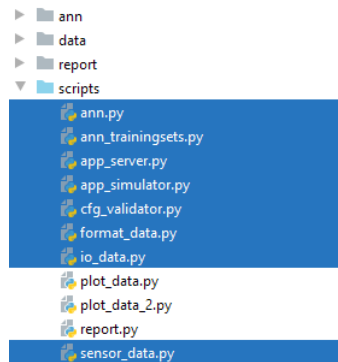 ann
data
report
scripts
ann.py
ann_trainingsets.py
app_server.py
app_simulator.py
cfg_validator.py
format_data.py
io_data.py
plot_data.py
plot_data_2.py
report.py
sensor_data.py